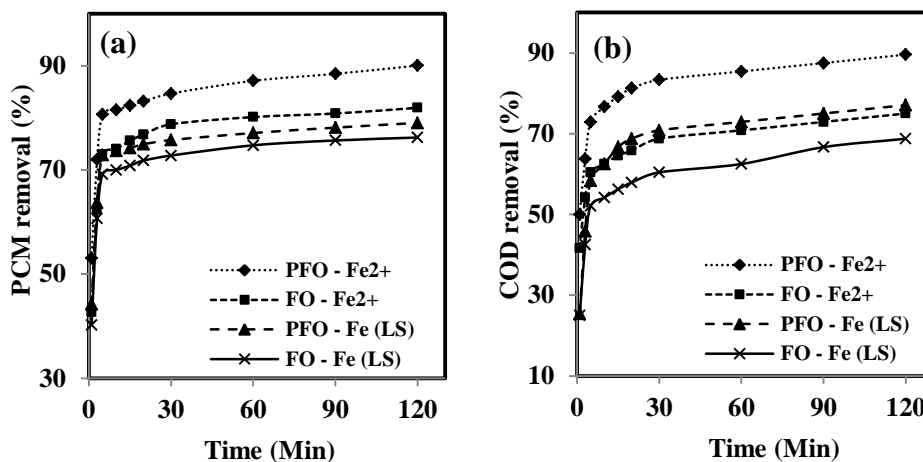 (a)
PCM removal (%)
90
70
50
30
0 30 60 90 120
Time (Min)
PFO - Fe2+
FO - Fe2+
PFO - Fe (LS)
FO - Fe (LS)
(b)
COD removal (%)
90
70
50
30
10
0 30 60 90 120
Time (Min)
PFO - Fe2+
FO - Fe2+
PFO - Fe (LS)
FO - Fe (LS)